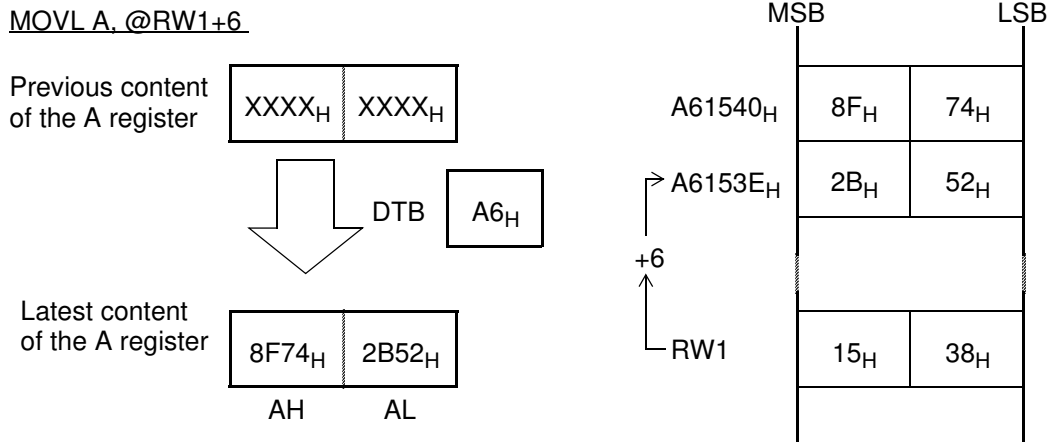 MOVL A, @RW1+6
Previous content
of the A register
XXXXH XXXXH
DTB A6H
Latest content
of the A register
8F74H 2B52H
AH AL
MSB LSB
A61540H 8FH 74H
A6153EH 2BH 52H
+6
RW1 15H 38H